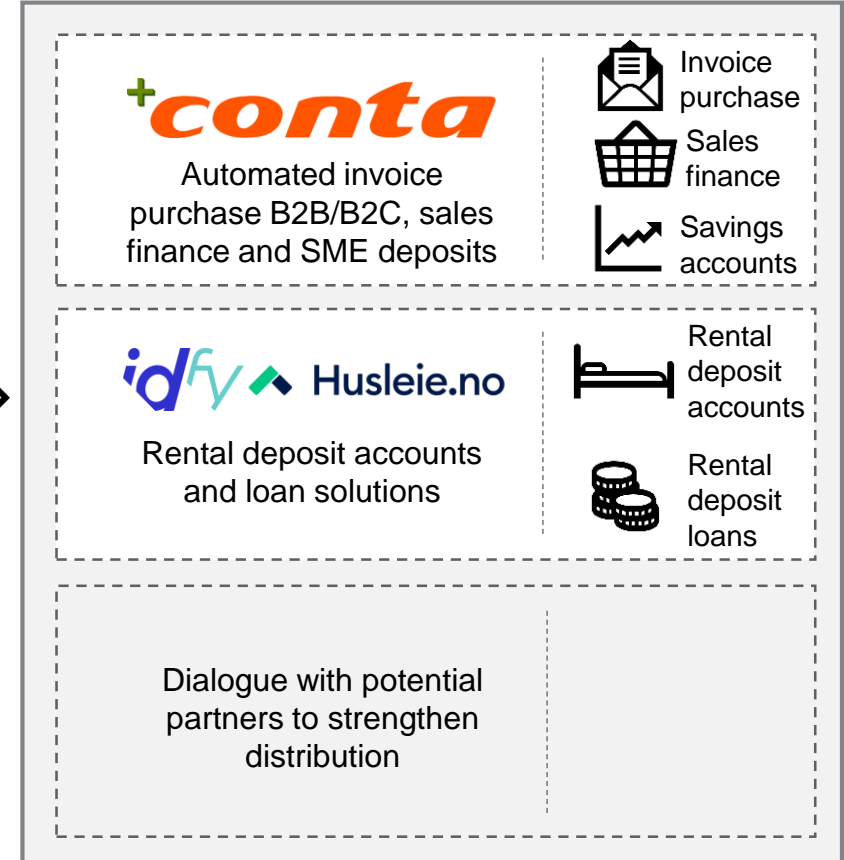 +conta
Automated invoice
purchase B2B/B2C, sales
finance and SME deposits
Invoice
purchase
Sales
finance
Savings
accounts
idfy Husleie.no
Rental deposit accounts
and loan solutions
Rental
deposit
accounts
Rental
deposit
loans
Dialogue with potential
partners to strengthen
distribution